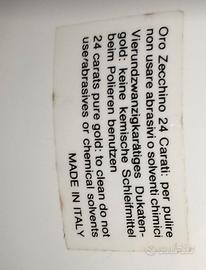 Oro Zecchino 24 Carati: per pulire
non usare abrasivi o solventi chimici
Vierundzwanzigkarätiges Dukaten-
gold: keine kemische Schleifmittel
beim Polieren benützen
24 carats pure gold: to clean do not
use abrasives or chemical solvents
MADE IN ITALY
subito